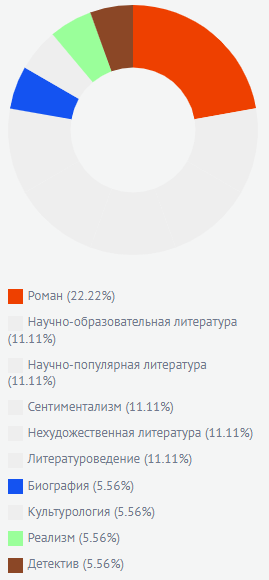 Роман (22.22%)
Научно-образовательная литература
(11.11%)
Научно-популярная литература
(11.11%)
Сентиментализм (11.11%)
Нехудожественная литература (11.11%)
Литературоведение (11.11%)
Биография (5.56%)
Культурология (5.56%)
Реализм (5.56%)
Детектив (5.56%)